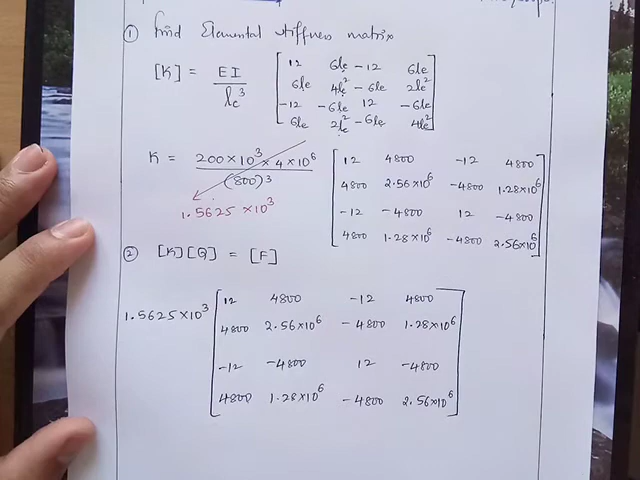 ① Find Elemental stiffness matrix
[K] = EI/le³ [12 6le -12 6le
6le 4le² -6le 2le²
-12 -6le 12 -6le
6le 2le² -6le 4le²]
K = 200×10³ × 4×10⁶/(800)³ [12 4800 -12 4800
4800 2.56×10⁶ -4800 1.28×10⁶
1.5625×10³
-12 -4800 12 -4800
4800 1.28×10⁶ -4800 2.56×10⁶]
② [K][Q] = [F]
1.5625×10³ [12 4800 -12 4800
4800 2.56×10⁶ -4800 1.28×10⁶
-12 -4800 12 -4800
4800 1.28×10⁶ -4800 2.56×10⁶]